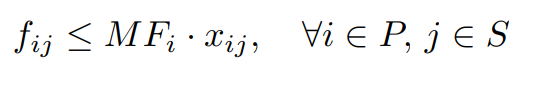 f_{ij} ≤ MF_i · x_{ij},   ∀i ∈ P, j ∈ S